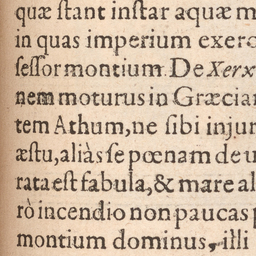 quæ ſtant inſtar aquæ m
in quas imperium exerc
ſeſſor montium. De Xerx
nem moturus in Græcia
tem Athum, ne ſibi injur
æſtu, aliàs ſe pœnam de u
rata eſt fabula, & mare al
rò incendio non paucas
montium dominus, illi